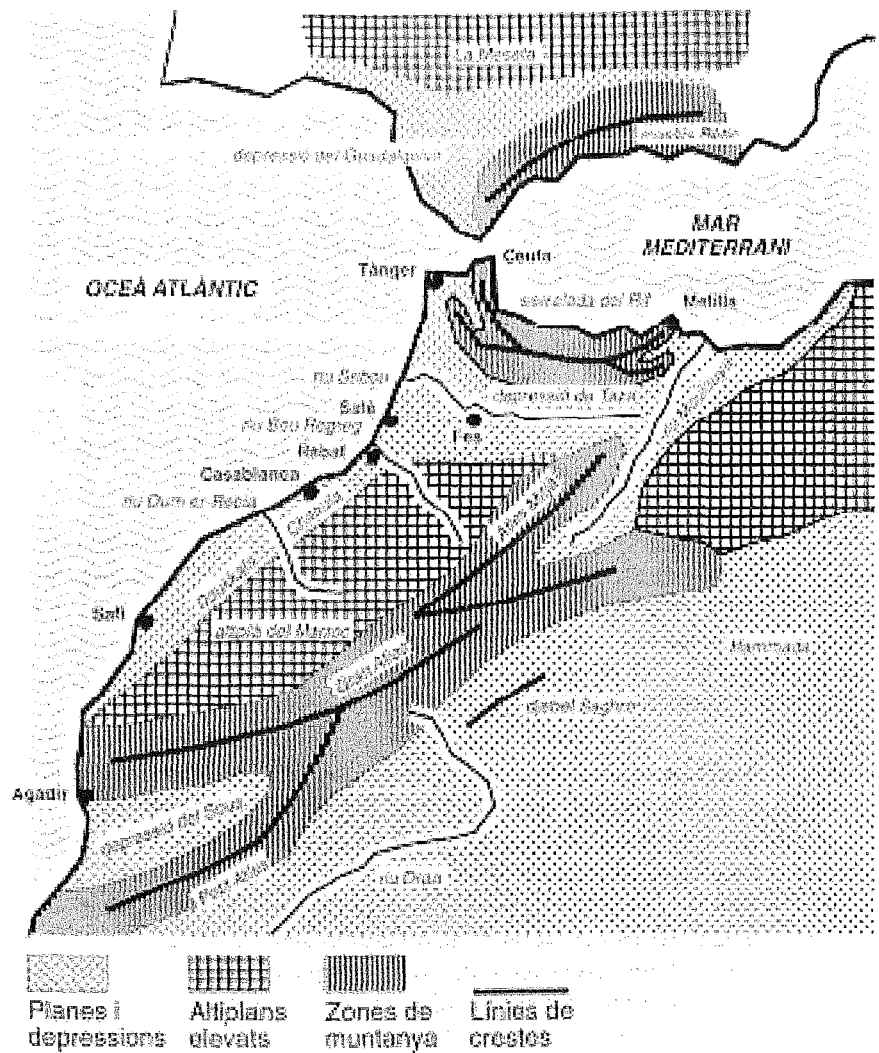 La Meseta
depressió del Guadalquivir
MAR
MEDITERRANI
Ceuta
Tànger
OCEÀ ATLÀNTIC
serralada del Rif
Melilla
riu Sebou
depressió de Taza
Salé
riu Bou Regreg
Fes
Rabat
Casablanca
riu Oum er Rebia
Safi
altiplà del Marroc
Hammada
djebel Saghro
Agadir
depressió del Sous
riu Draa
Planes i
depressions
Altiplans
elevats
Zones de
muntanya
Línies de
crestes